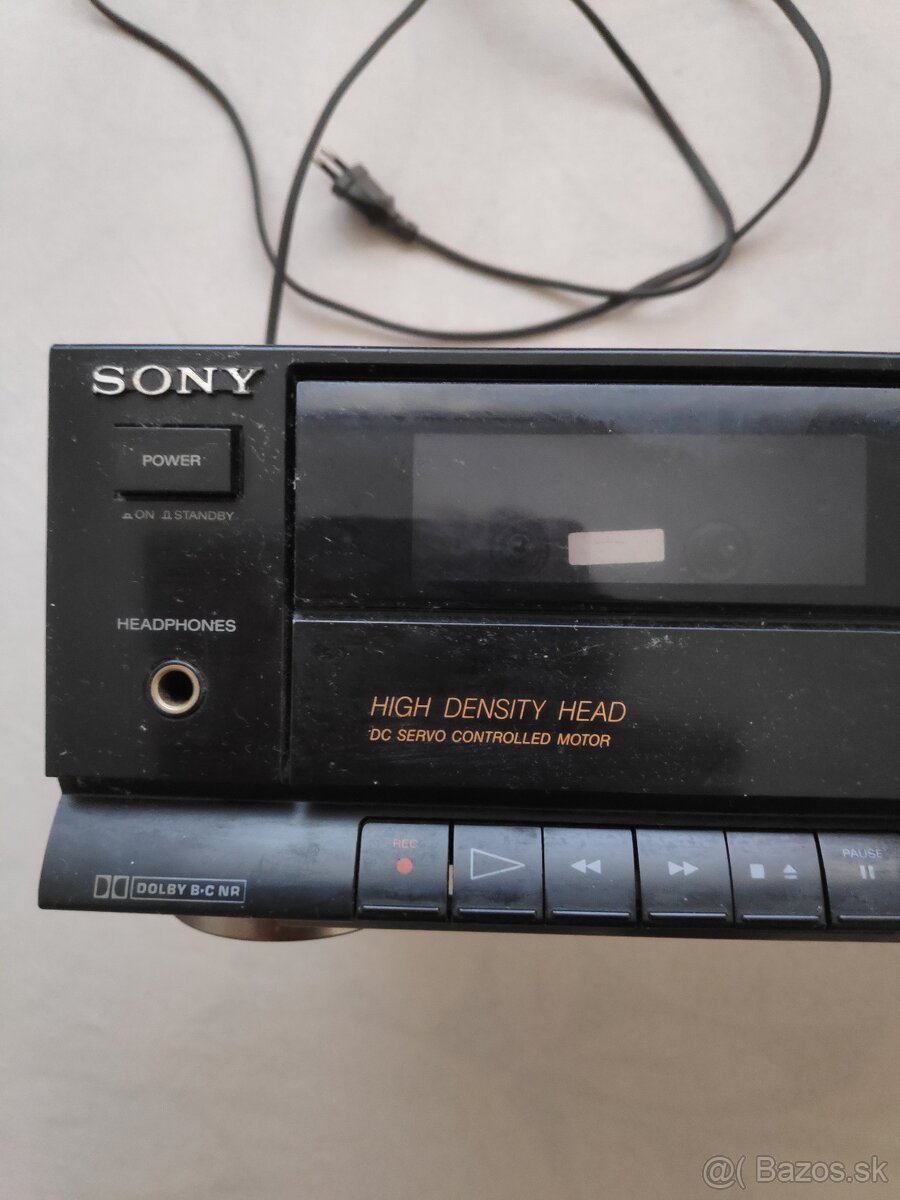 SONY
POWER
ON STANDBY
HEADPHONES
HIGH DENSITY HEAD
DC SERVO CONTROLLED MOTOR
REC
PAUSE
DOLBY B·C NR
@( Bazos.sk